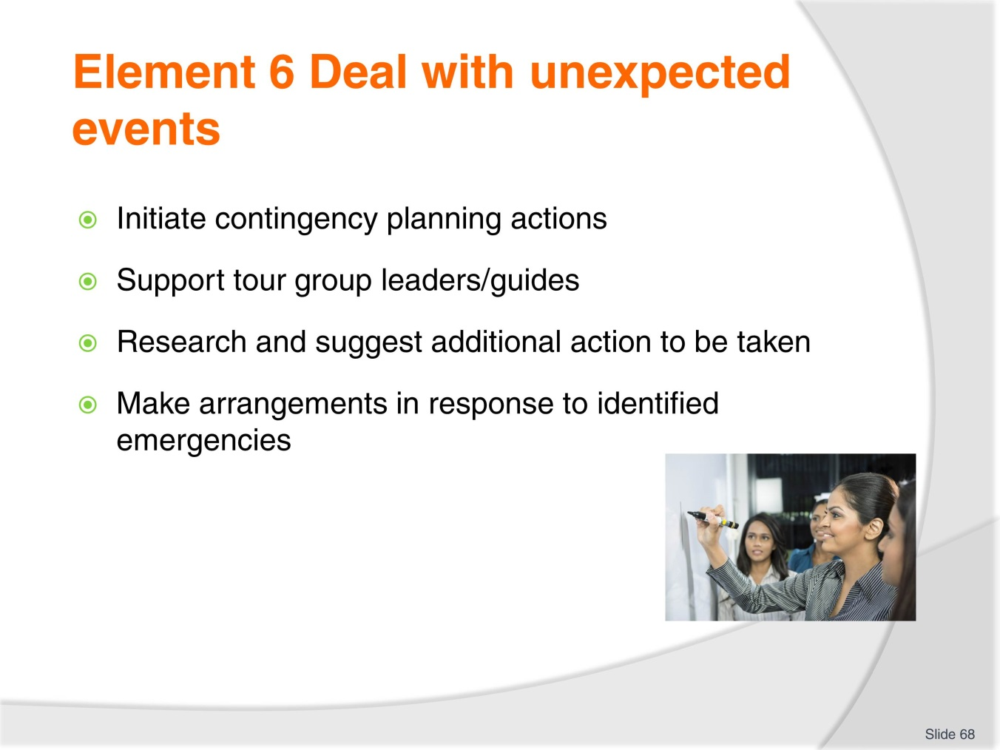 Element 6 Deal with unexpected
events
Initiate contingency planning actions
Support tour group leaders/guides
Research and suggest additional action to be taken
Make arrangements in response to identified
emergencies
Slide 68